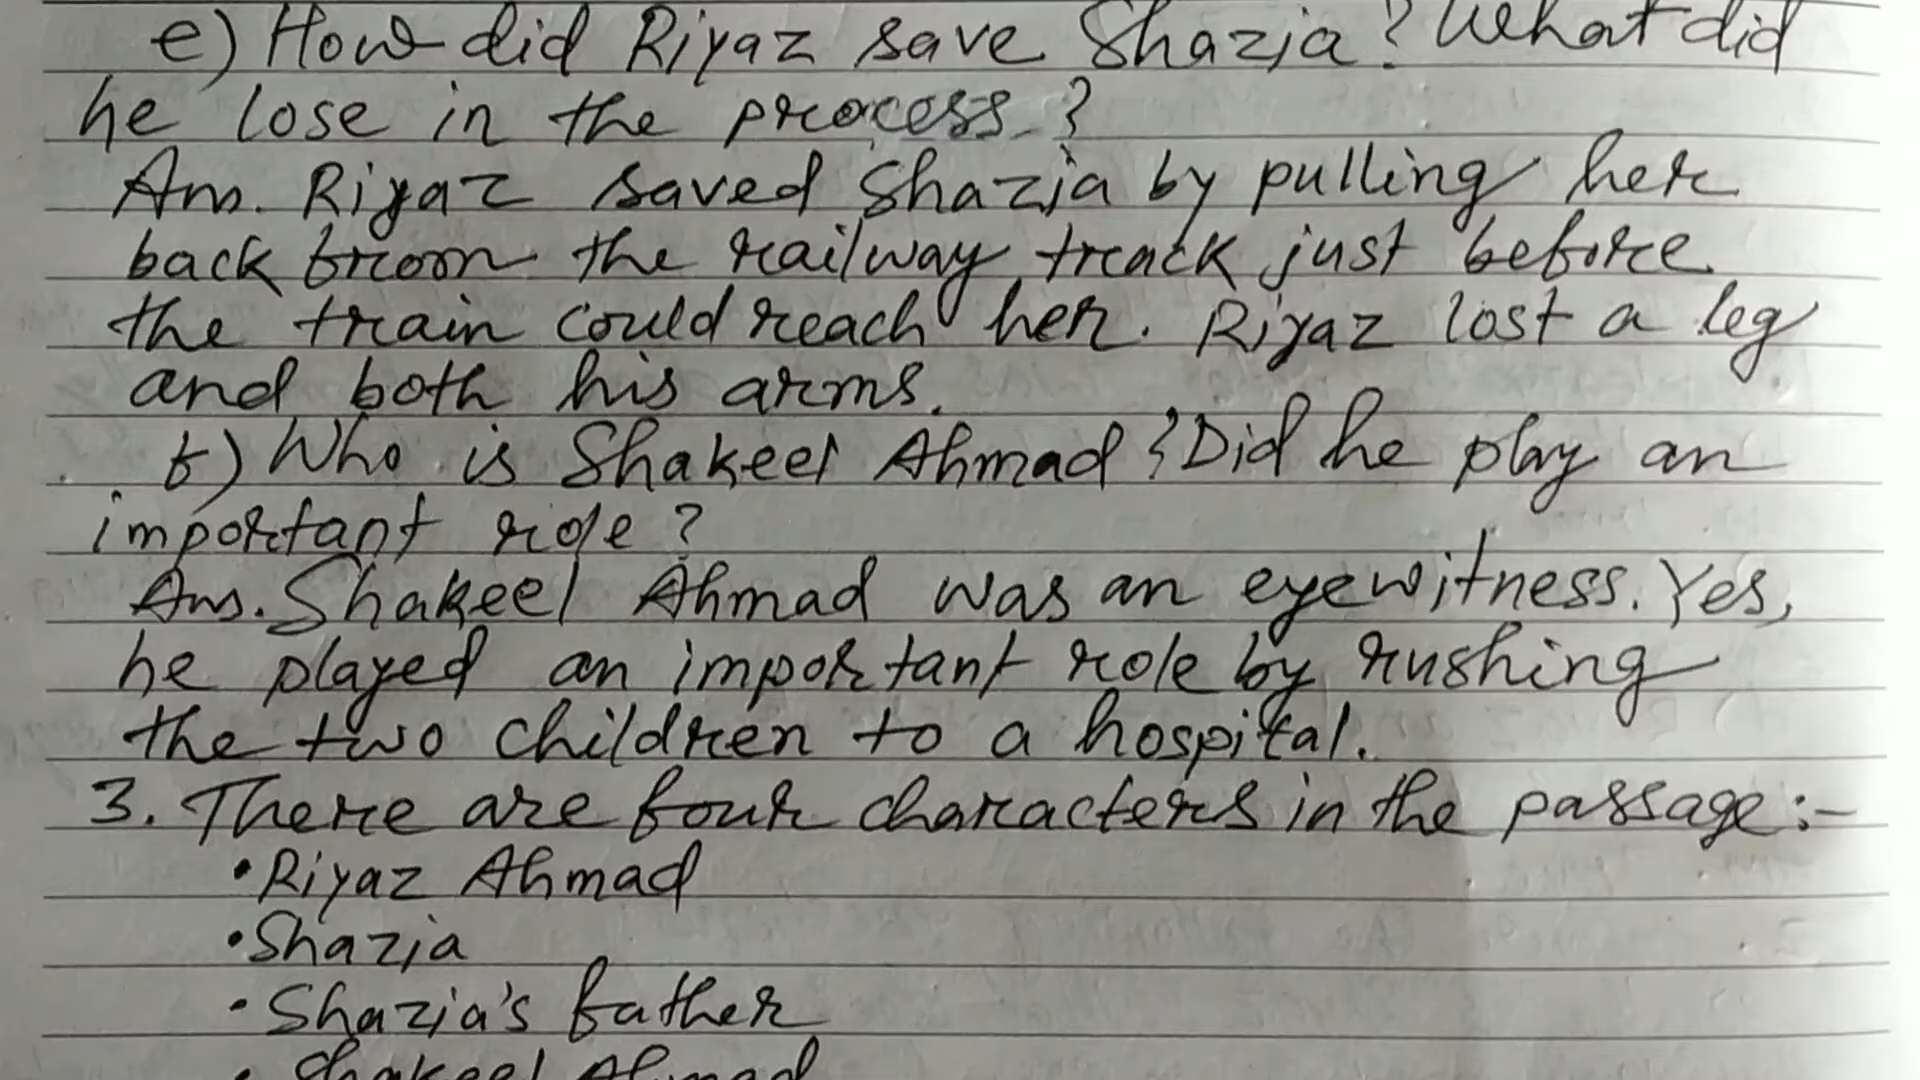 e) How did Riyaz save Shazia? What did
he lose in the process?
Ans. Riyaz saved Shazia by pulling her
back from the railway track just before
the train could reach her. Riyaz lost a leg
and both his arms.
f) Who is Shakeel Ahmad? Did he play an
important role?
Ans. Shakeel Ahmad was an eyewitness. Yes,
he played an important role by rushing
the two children to a hospital.
3. There are four characters in the passage:-
• Riyaz Ahmad
• Shazia
• Shazia's father
• Shakeel Ahmad